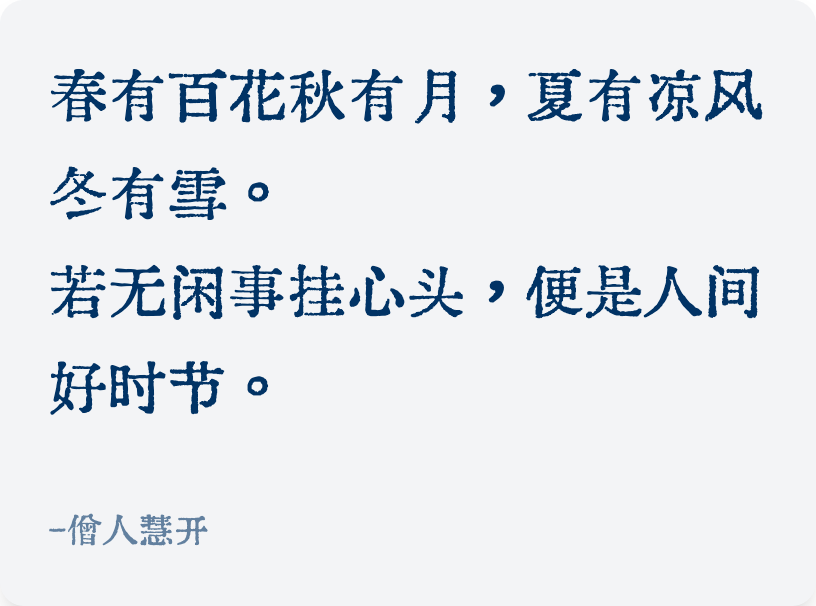 春有百花秋有月，夏有凉风
冬有雪。
若无闲事挂心头，便是人间
好时节。
-僧人慧开